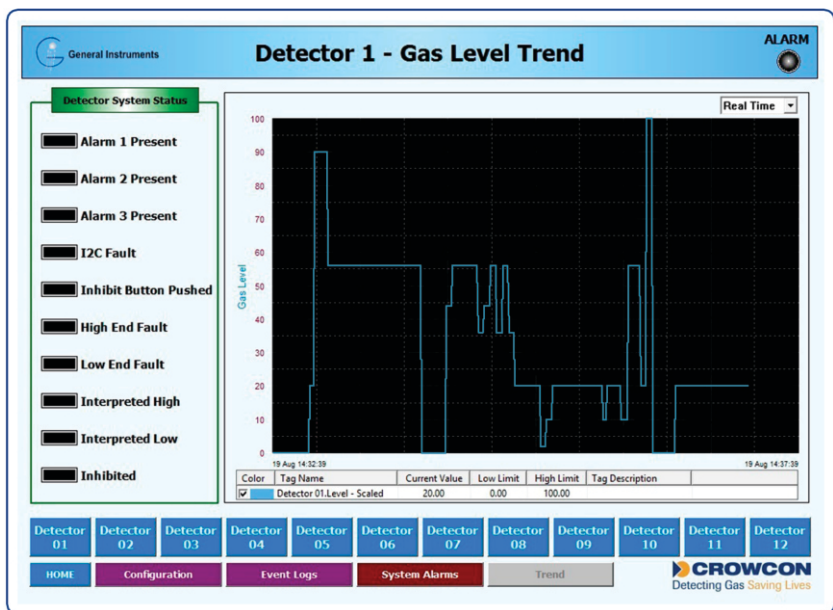 General Instruments
Detector 1 - Gas Level Trend
ALARM
Detector System Status
Alarm 1 Present
Alarm 2 Present
Alarm 3 Present
I2C Fault
Inhibit Button Pushed
High End Fault
Low End Fault
Interpreted High
Interpreted Low
Inhibited
Real Time
Gas Level
100
90
80
70
60
50
40
30
20
10
0
19 Aug 14:32:39
19 Aug 14:37:39
Color Tag Name Current Value Low Limit High Limit Tag Description
Detector 01.Level - Scaled 20.00 0.00 100.00
Detector 01
Detector 02
Detector 03
Detector 04
Detector 05
Detector 06
Detector 07
Detector 08
Detector 09
Detector 10
Detector 11
Detector 12
HOME
Configuration
Event Logs
System Alarms
Trend
CROWCON
Detecting Gas Saving Lives